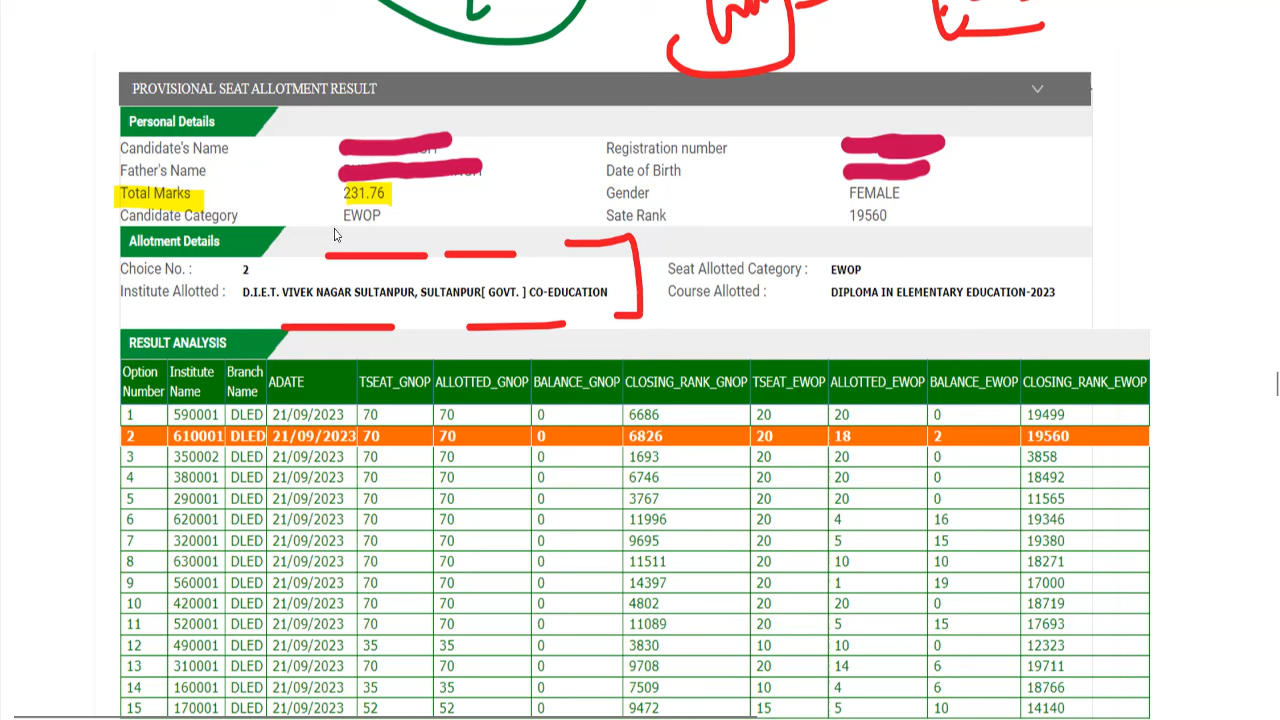 PROVISIONAL SEAT ALLOTMENT RESULT
Personal Details
Candidate's Name Registration number
Father's Name Date of Birth
Total Marks 231.76 Gender FEMALE
Candidate Category EWOP Sate Rank 19560
Allotment Details
Choice No. : 2 Seat Allotted Category : EWOP
Institute Allotted : D.I.E.T. VIVEK NAGAR SULTANPUR, SULTANPUR[ GOVT. ] CO-EDUCATION Course Allotted : DIPLOMA IN ELEMENTARY EDUCATION-2023
RESULT ANALYSIS
Option Number Institute Name Branch Name ADATE TSEAT_GNOP ALLOTTED_GNOP BALANCE_GNOP CLOSING_RANK_GNOP TSEAT_EWOP ALLOTTED_EWOP BALANCE_EWOP CLOSING_RANK_EWOP
1 590001 DLED 21/09/2023 70 70 0 6686 20 20 0 19499
2 610001 DLED 21/09/2023 70 70 0 6826 20 18 2 19560
3 350002 DLED 21/09/2023 70 70 0 1693 20 20 0 3858
4 380001 DLED 21/09/2023 70 70 0 6746 20 20 0 18492
5 290001 DLED 21/09/2023 70 70 0 3767 20 20 0 11565
6 620001 DLED 21/09/2023 70 70 0 11996 20 4 16 19346
7 320001 DLED 21/09/2023 70 70 0 9695 20 5 15 19380
8 630001 DLED 21/09/2023 70 70 0 11511 20 10 10 18271
9 560001 DLED 21/09/2023 70 70 0 14397 20 1 19 17000
10 420001 DLED 21/09/2023 70 70 0 4802 20 20 0 18719
11 520001 DLED 21/09/2023 70 70 0 11089 20 5 15 17693
12 490001 DLED 21/09/2023 35 35 0 3830 10 10 0 12323
13 310001 DLED 21/09/2023 70 70 0 9708 20 14 6 19711
14 160001 DLED 21/09/2023 35 35 0 7509 10 4 6 18766
15 170001 DLED 21/09/2023 52 52 0 9472 15 5 10 14140